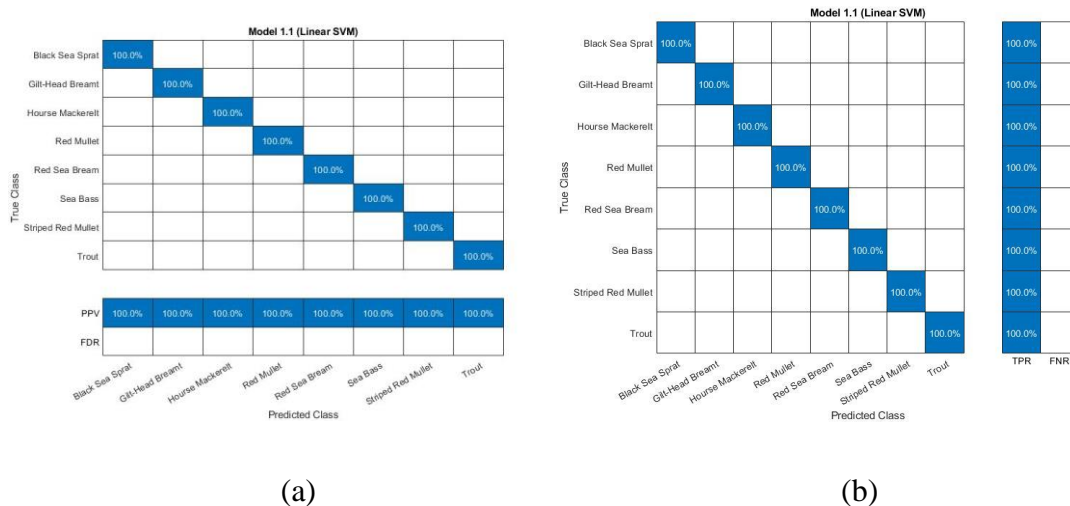 Model 1.1 (Linear SVM)
True Class
Black Sea Sprat 100.0%
Gilt-Head Breamt 100.0%
Hourse Mackerelt 100.0%
Red Mullet 100.0%
Red Sea Bream 100.0%
Sea Bass 100.0%
Striped Red Mullet 100.0%
Trout 100.0%
PPV 100.0% 100.0% 100.0% 100.0% 100.0% 100.0% 100.0% 100.0%
FDR
Black Sea Sprat Gilt-Head Breamt Hourse Mackerelt Red Mullet Red Sea Bream Sea Bass Striped Red Mullet Trout
Predicted Class
(a)
Model 1.1 (Linear SVM)
True Class
Black Sea Sprat 100.0% 100.0%
Gilt-Head Breamt 100.0% 100.0%
Hourse Mackerelt 100.0% 100.0%
Red Mullet 100.0% 100.0%
Red Sea Bream 100.0% 100.0%
Sea Bass 100.0% 100.0%
Striped Red Mullet 100.0% 100.0%
Trout 100.0% 100.0%
TPR FNR
Black Sea Sprat Gilt-Head Breamt Hourse Mackerelt Red Mullet Red Sea Bream Sea Bass Striped Red Mullet Trout
Predicted Class
(b)